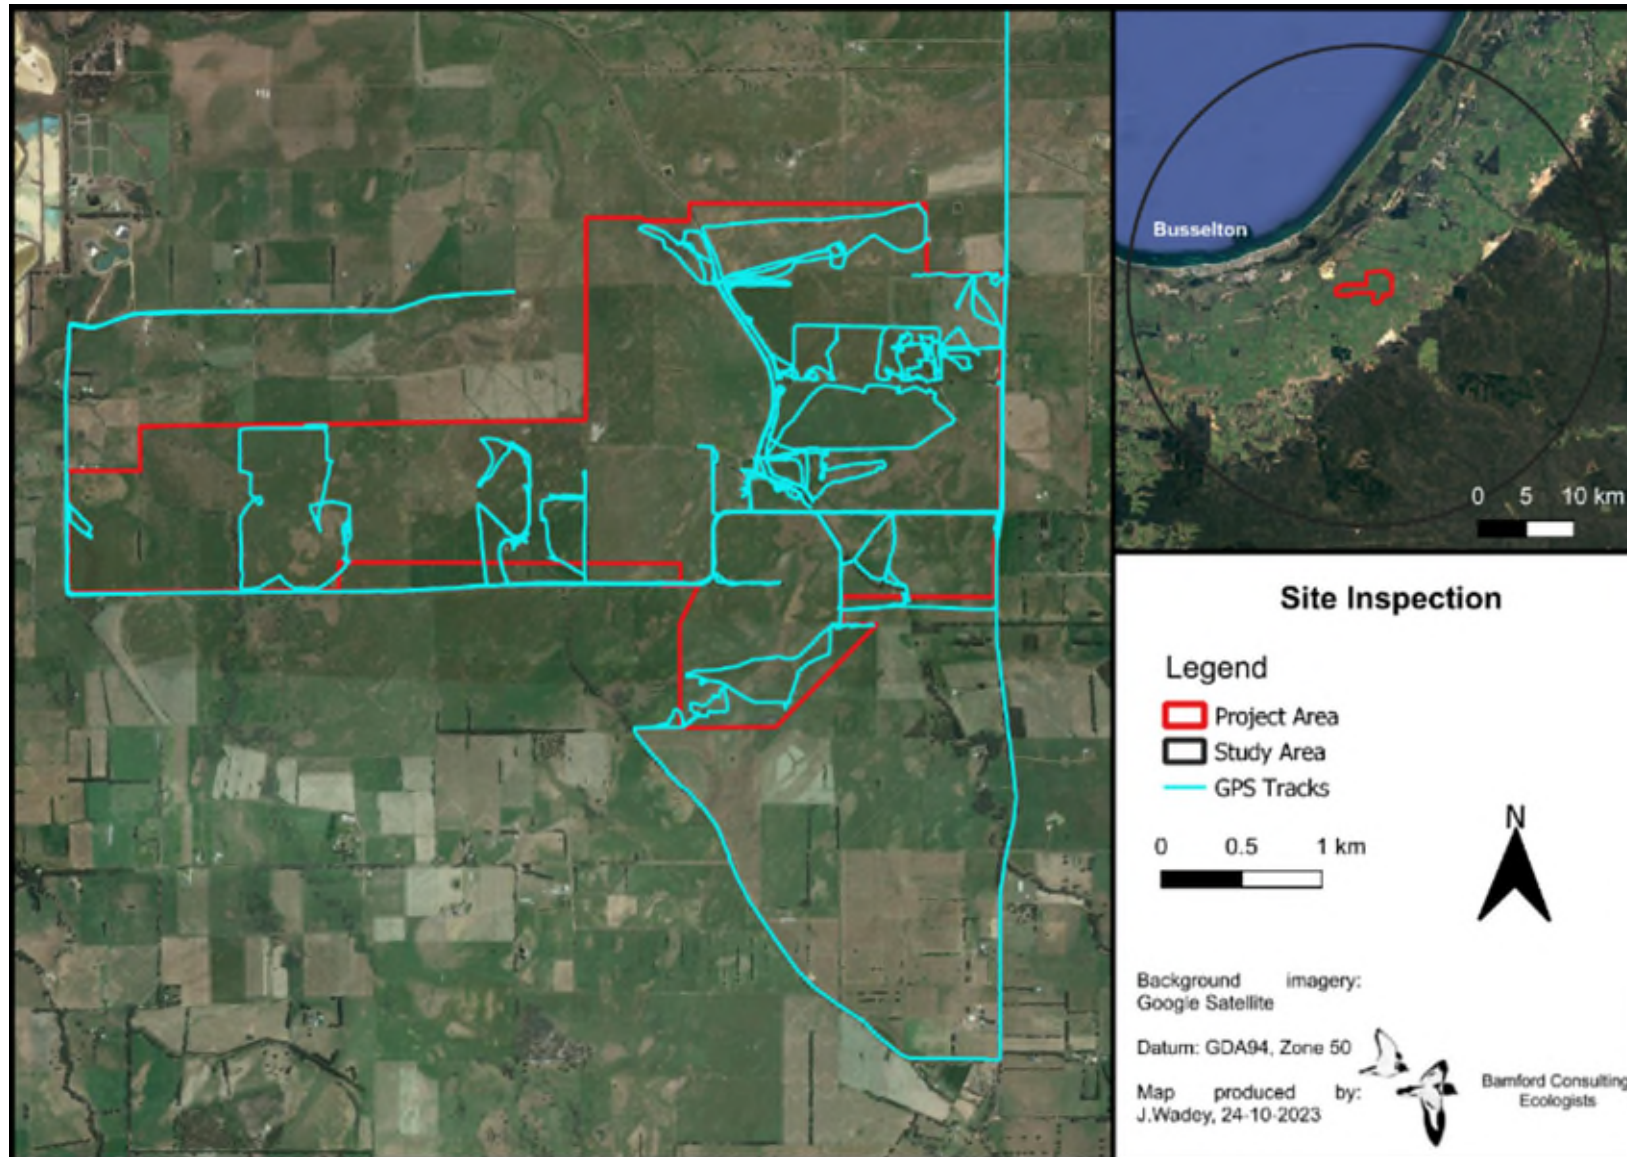 Busselton
0 5 10 km
Site Inspection
Legend
Project Area
Study Area
GPS Tracks
0 0.5 1 km
N
Background imagery:
Google Satellite
Datum: GDA94, Zone 50
Map produced by:
J.Wadey, 24-10-2023
Bamford Consulting
Ecologists